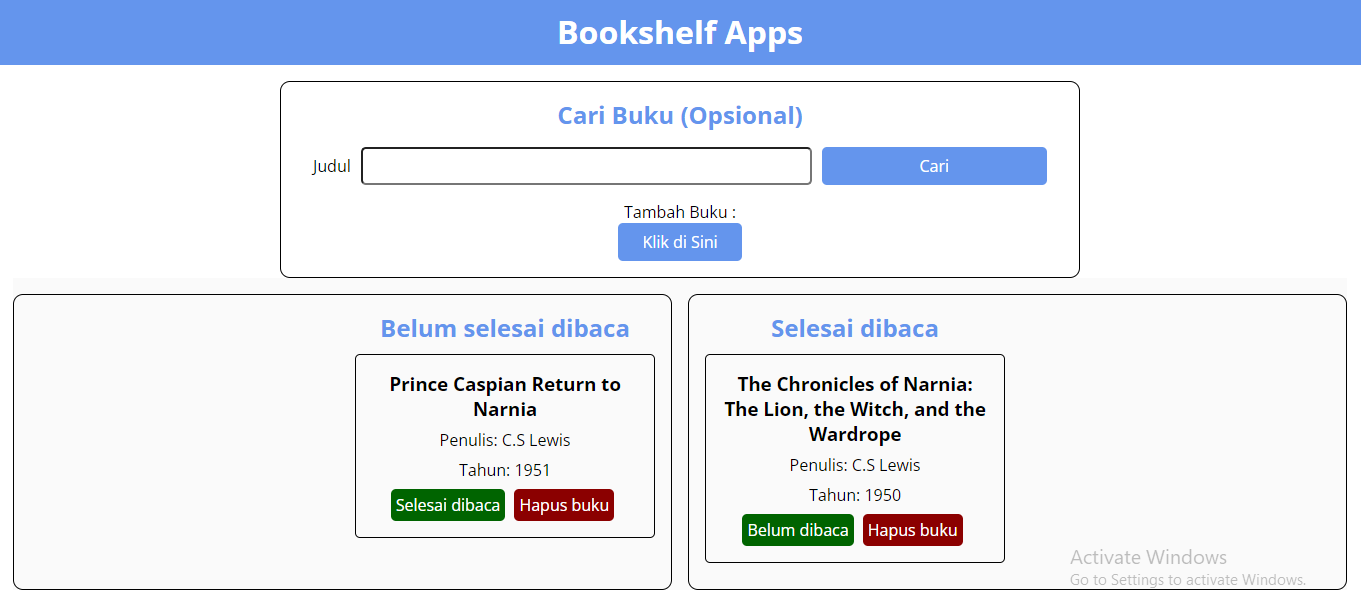 Bookshelf Apps
Cari Buku (Opsional)
Judul
Cari
Tambah Buku :
Klik di Sini
Belum selesai dibaca
Prince Caspian Return to
Narnia
Penulis: C.S Lewis
Tahun: 1951
Selesai dibaca Hapus buku
Selesai dibaca
The Chronicles of Narnia:
The Lion, the Witch, and the
Wardrope
Penulis: C.S Lewis
Tahun: 1950
Belum dibaca Hapus buku
Activate Windows
Go to Settings to activate Windows.